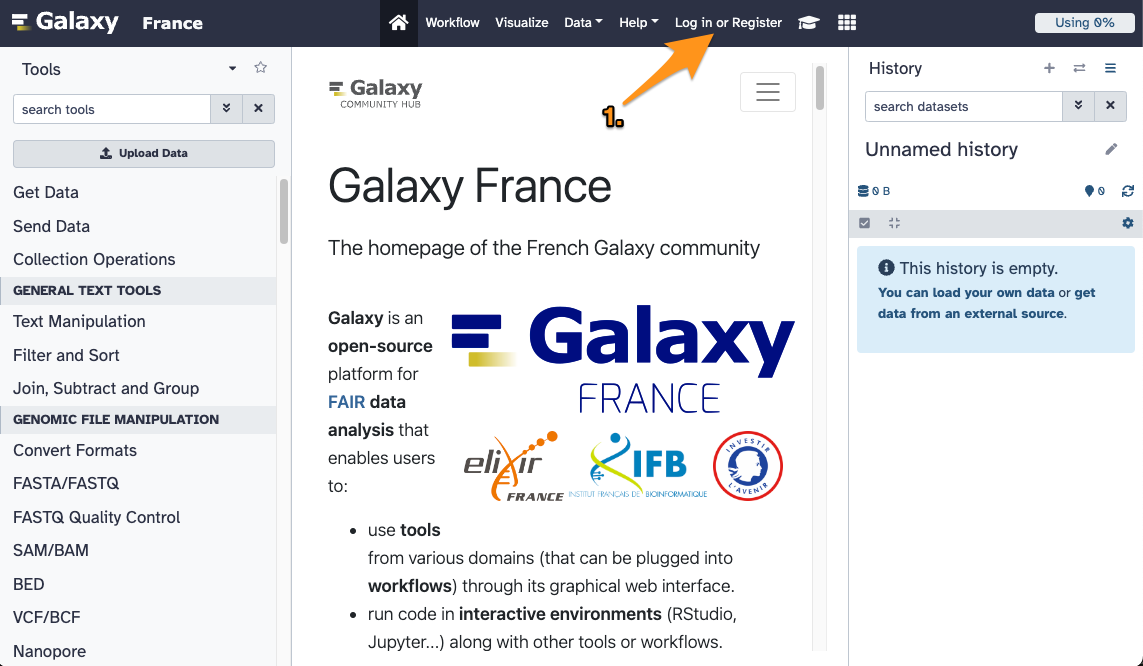 Galaxy France
Workflow Visualize Data Help Log in or Register
Using 0%
Tools
search tools
Upload Data
Get Data
Send Data
Collection Operations
GENERAL TEXT TOOLS
Text Manipulation
Filter and Sort
Join, Subtract and Group
GENOMIC FILE MANIPULATION
Convert Formats
FASTA/FASTQ
FASTQ Quality Control
SAM/BAM
BED
VCF/BCF
Nanopore
1.
Galaxy
COMMUNITY HUB
Galaxy France
The homepage of the French Galaxy community
Galaxy is an
open-source
platform for
FAIR data
analysis that
enables users
to:
Galaxy
FRANCE
elixir
FRANCE
IFB
INSTITUT FRANÇAIS DE BIOINFORMATIQUE
INVESTIR
L'AVENIR
• use tools
from various domains (that can be plugged into
workflows) through its graphical web interface.
• run code in interactive environments (RStudio,
Jupyter...) along with other tools or workflows.
History
search datasets
Unnamed history
0 B
0
This history is empty.
You can load your own data or get
data from an external source.